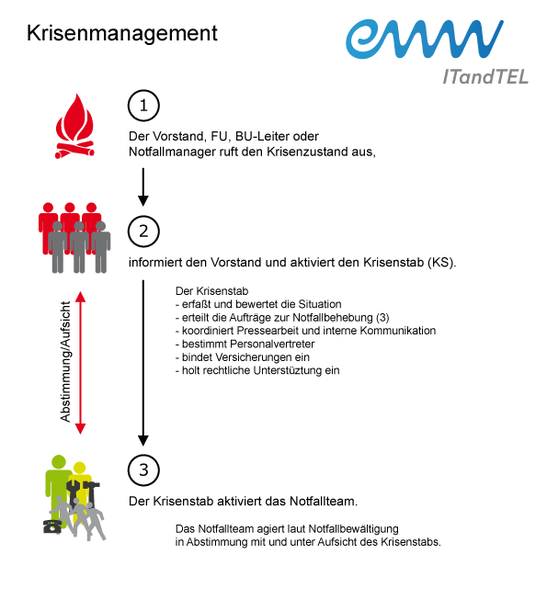 Krisenmanagement
eww
ITandTEL
1
Der Vorstand, FU, BU-Leiter oder
Notfallmanager ruft den Krisenzustand aus,
2
informiert den Vorstand und aktiviert den Krisenstab (KS).
Der Krisenstab
- erfaßt und bewertet die Situation
- erteilt die Aufträge zur Notfallbehebung (3)
- koordiniert Pressearbeit und interne Kommunikation
- bestimmt Personalvertreter
- bindet Versicherungen ein
- holt rechtliche Unterstüztung ein
Abstimmung/Aufsicht
3
Der Krisenstab aktiviert das Notfallteam.
Das Notfallteam agiert laut Notfallbewältigung
in Abstimmung mit und unter Aufsicht des Krisenstabs.